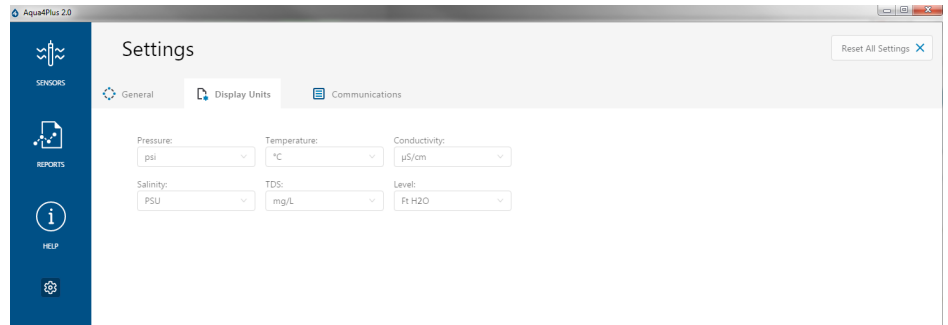 Aqua4Plus 2.0
SENSORS
REPORTS
HELP
Settings
Reset All Settings
General
Display Units
Communications
Pressure: Temperature: Conductivity:
psi °C µS/cm
Salinity: TDS: Level:
PSU mg/L Ft H2O